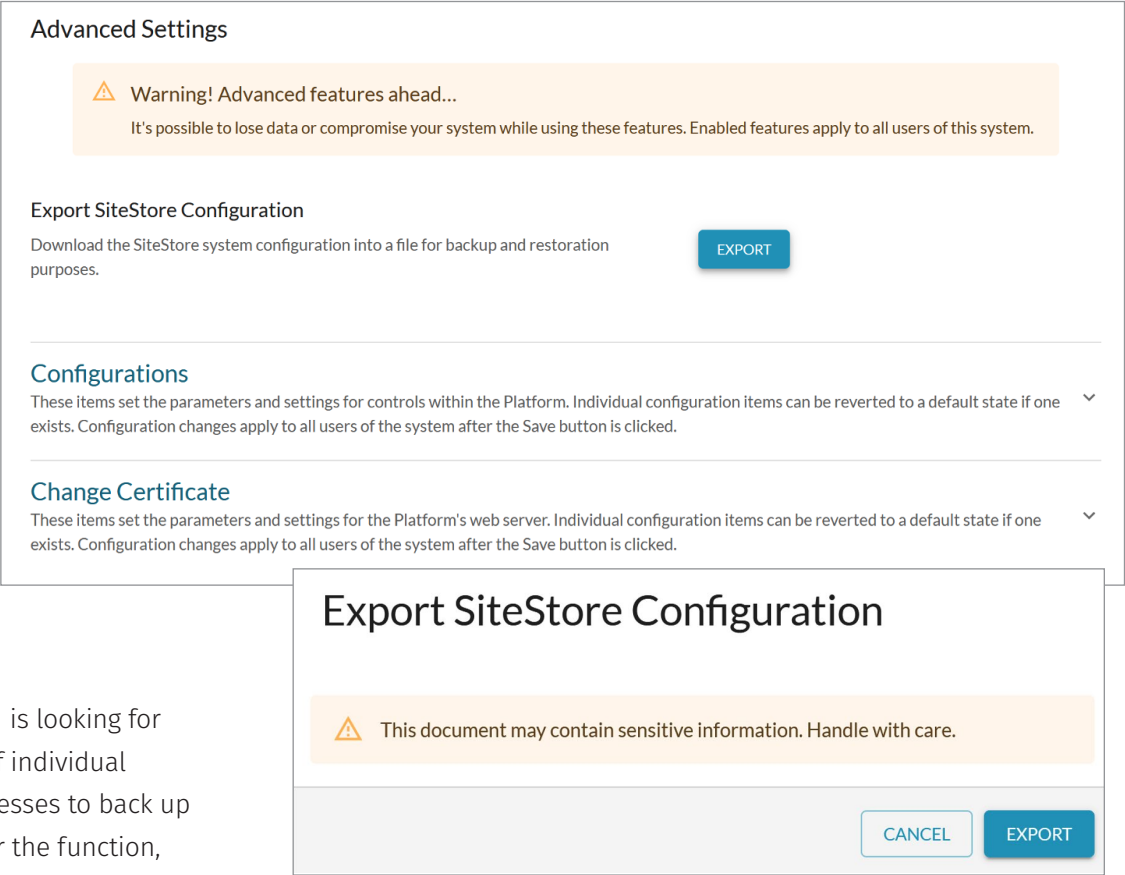 Advanced Settings
Warning! Advanced features ahead...
It's possible to lose data or compromise your system while using these features. Enabled features apply to all users of this system.
Export SiteStore Configuration
Download the SiteStore system configuration into a file for backup and restoration
purposes.
EXPORT
Configurations
These items set the parameters and settings for controls within the Platform. Individual configuration items can be reverted to a default state if one
exists. Configuration changes apply to all users of the system after the Save button is clicked.
Change Certificate
These items set the parameters and settings for the Platform's web server. Individual configuration items can be reverted to a default state if one
exists. Configuration changes apply to all users of the system after the Save button is clicked.
Export SiteStore Configuration
This document may contain sensitive information. Handle with care.
CANCEL
EXPORT
is looking for
individual
to back up
the function,